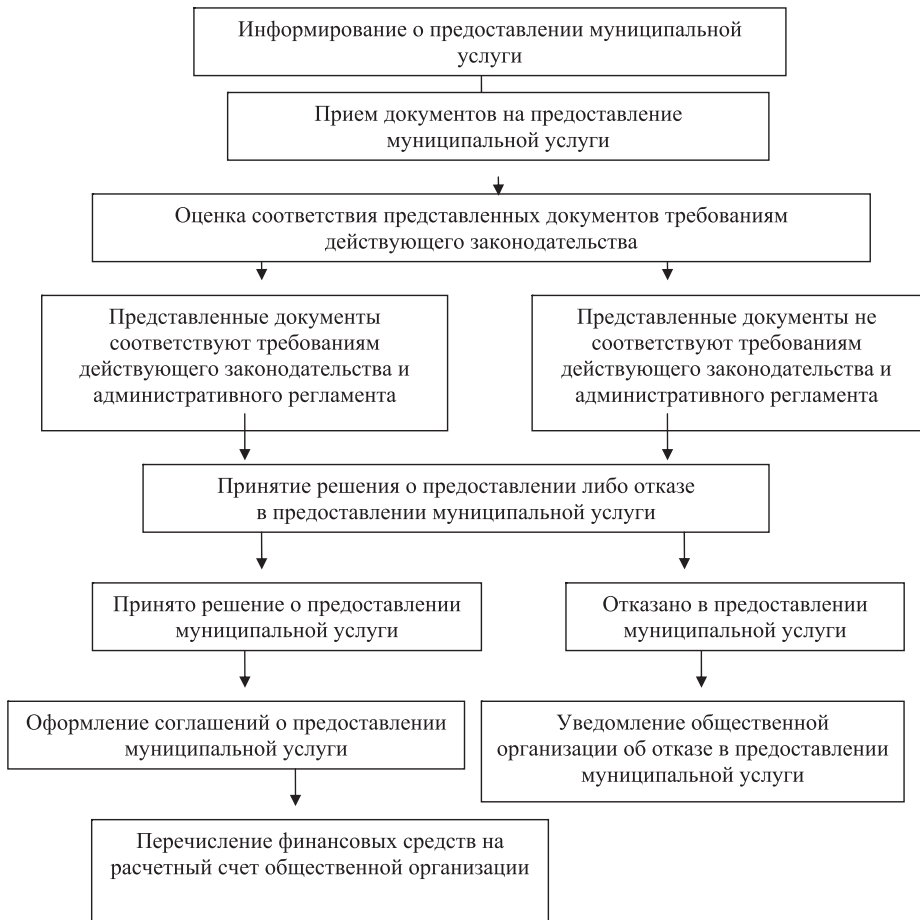 Информирование о предоставлении муниципальной
услуги
Прием документов на предоставление
муниципальной услуги
Оценка соответствия представленных документов требованиям
действующего законодательства
Представленные документы
соответствуют требованиям
действующего законодательства и
административного регламента
Представленные документы не
соответствуют требованиям
действующего законодательства и
административного регламента
Принятие решения о предоставлении либо отказе
в предоставлении муниципальной услуги
Принято решение о предоставлении
муниципальной услуги
Отказано в предоставлении
муниципальной услуги
Оформление соглашений о предоставлении
муниципальной услуги
Уведомление общественной
организации об отказе в предоставлении
муниципальной услуги
Перечисление финансовых средств на
расчетный счет общественной организации